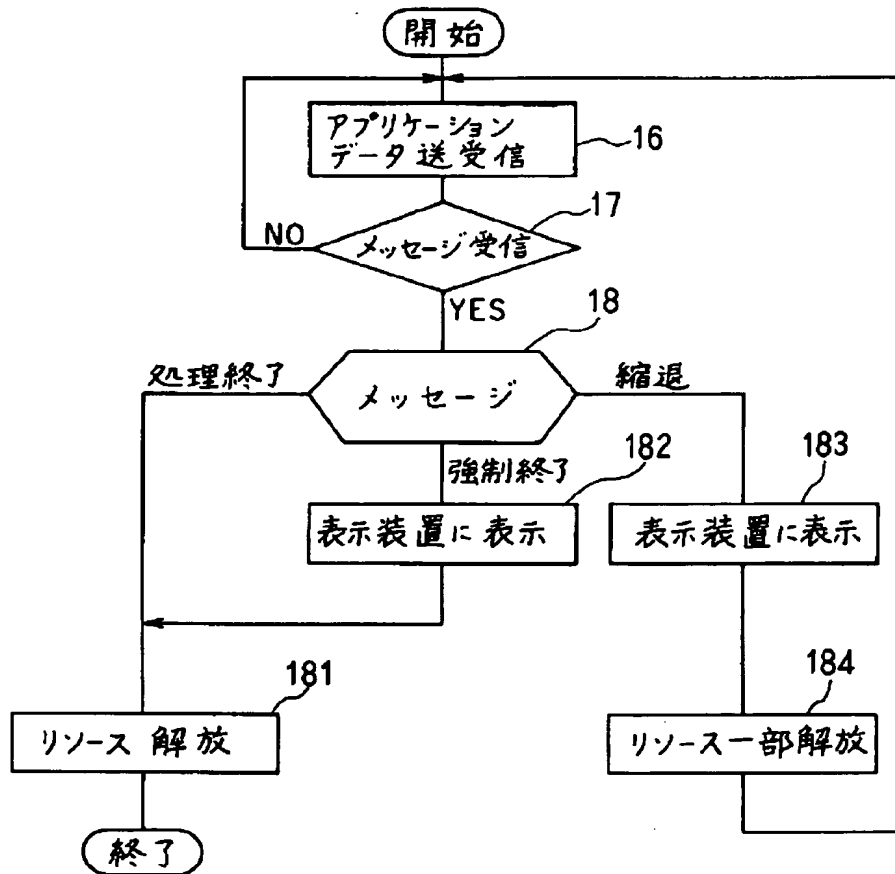 開始
アプリケーション
データ送受信
16
17
メッセージ受信
NO
YES
18
メッセージ
処理終了
縮退
強制終了
182
183
表示装置に表示
表示装置に表示
181
184
リソース解放
リソース一部解放
終了